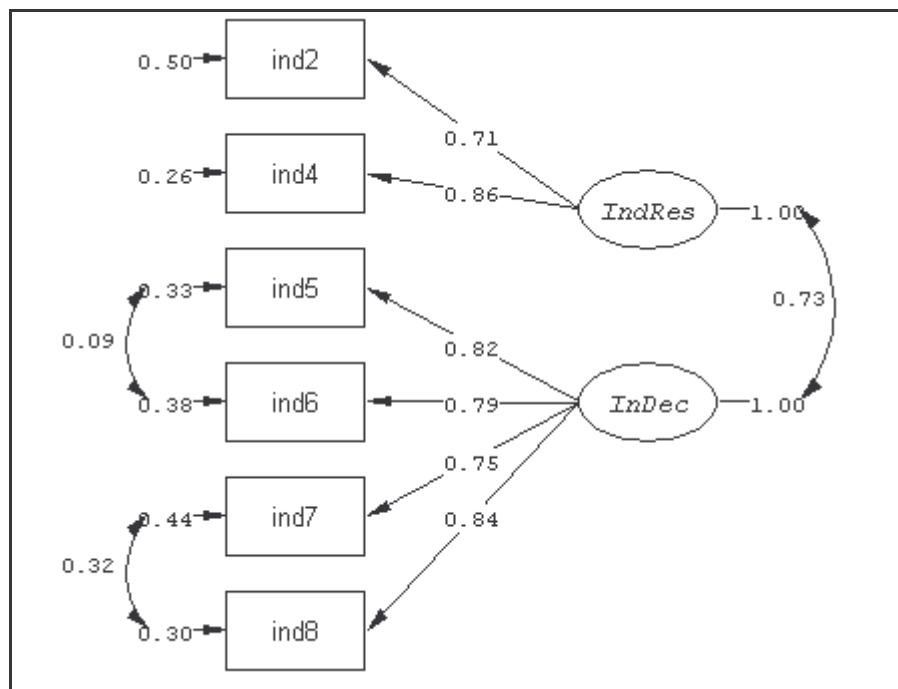 0.50 ind2
0.71
0.26 ind4
0.86 IndRes 1.00
0.33 ind5
0.73
0.09
0.82
0.38 ind6 0.79 InDec 1.00
0.75
0.44 ind7 0.84
0.32
0.30 ind8